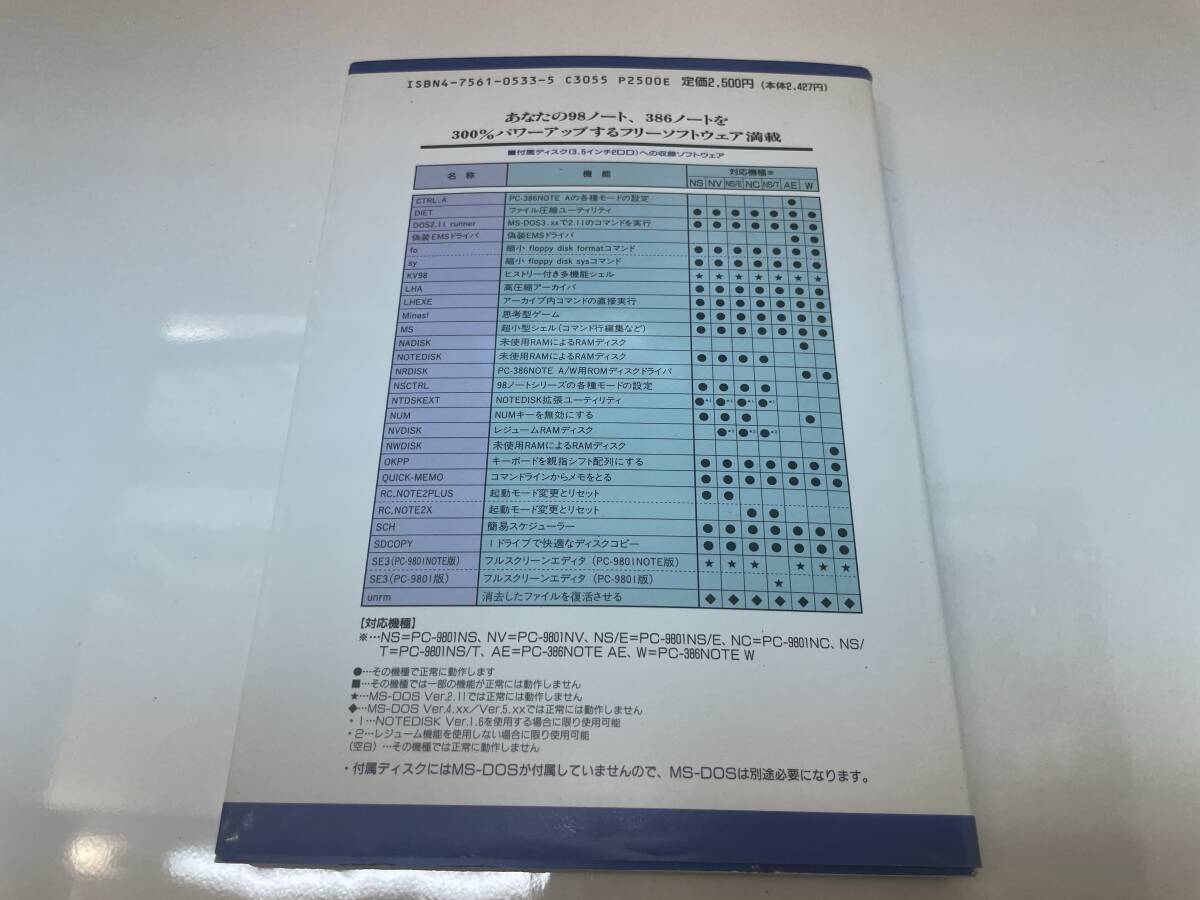 ISBN4-7561-0533-5 C3055 P2500E 定価2,500円(本体2,427円)
あなたの98ノート、386ノートを
300%パワーアップするフリーソフトウェア満載
■付属ディスク(3.5インチ2DD)への収録ソフトウェア
名 称 機 能 対応機種※
NS NV NS/E NC NS/T AE W
CTRL.A PC-386NOTE Aの各種モードの設定 ●
DIET ファイル圧縮ユーティリティ ● ● ● ● ● ● ●
DOS2.11 runner MS-DOS3.xxで2.11のコマンドを実行 ● ● ● ● ● ● ●
偽装EMSドライバ 偽装EMSドライバ ● ●
fo 縮小 floppy disk formatコマンド ● ● ● ● ● ● ●
sy 縮小 floppy disk sysコマンド ● ● ● ● ● ● ●
KV98 ヒストリー付き多機能シェル ★ ★ ★ ★ ★ ★ ★
LHA 高圧縮アーカイバ ● ● ● ● ● ● ●
LHEXE アーカイブ内コマンドの直接実行 ● ● ● ● ● ● ●
Mines! 思考型ゲーム ● ● ● ● ● ● ●
MS 超小型シェル(コマンド行編集など) ● ● ● ● ● ● ●
NADISK 未使用RAMによるRAMディスク ●
NOTEDISK 未使用RAMによるRAMディスク ● ● ● ●
NRDISK PC-386NOTE A/W用ROMディスクドライバ ● ●
NSCTRL 98ノートシリーズの各種モードの設定 ● ● ● ●
NTDSKEXT NOTEDISK拡張ユーティリティ ●*1 ●*1 ●*1 ●*1
NUM NUMキーを無効にする ● ● ● ●
NVDISK レジュームRAMディスク ●*2 ●*2 ●*2
NWDISK 未使用RAMによるRAMディスク ●
OKPP キーボードを親指シフト配列にする ● ● ● ● ● ● ●
QUICK-MEMO コマンドラインからメモをとる ● ● ● ● ● ● ●
RC.NOTE2PLUS 起動モード変更とリセット ● ●
RC.NOTE2X 起動モード変更とリセット ● ●
SCH 簡易スケジューラー ● ● ● ● ● ● ●
SDCOPY 1ドライブで快適なディスクコピー ● ● ● ● ● ● ●
SE3(PC-9801NOTE版) フルスクリーンエディタ(PC-9801NOTE版) ★ ★ ★ ★ ★ ★
SE3(PC-9801版) フルスクリーンエディタ(PC-9801版) ★
unrm 消去したファイルを復活させる ◆ ◆ ◆ ◆ ◆ ◆ ◆
【対応機種】
※…NS=PC-9801NS、NV=PC-9801NV、NS/E=PC-9801NS/E、NC=PC-9801NC、NS/
T=PC-9801NS/T、AE=PC-386NOTE AE、W=PC-386NOTE W
●…その機種で正常に動作します
■…その機種では一部の機能が正常には動作しません
★…MS-DOS Ver.2.11では正常には動作しません
◆…MS-DOS Ver.4.xx/Ver.5.xxでは正常には動作しません
*1…NOTEDISK Ver.1.6を使用する場合に限り使用可能
*2…レジューム機能を使用しない場合に限り使用可能
(空白)…その機種では正常に動作しません
・付属ディスクにはMS-DOSが付属していませんので、MS-DOSは別途必要になります。